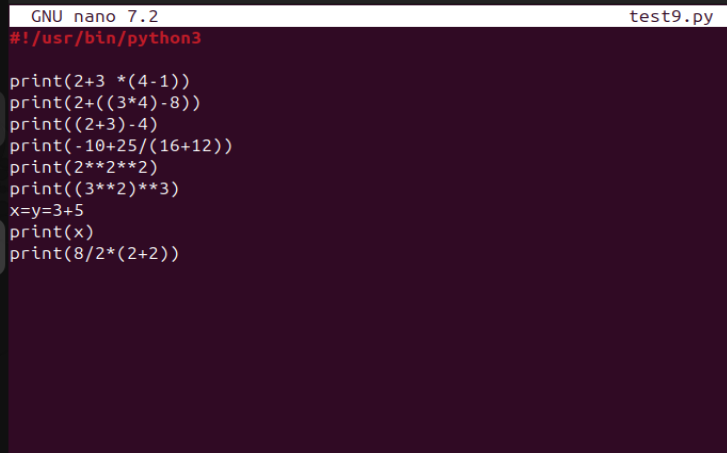 GNU nano 7.2 test9.py
#!/usr/bin/python3
print(2+3 *(4-1))
print(2+((3*4)-8))
print((2+3)-4)
print(-10+25/(16+12))
print(2**2**2)
print((3**2)**3)
x=y=3+5
print(x)
print(8/2*(2+2))